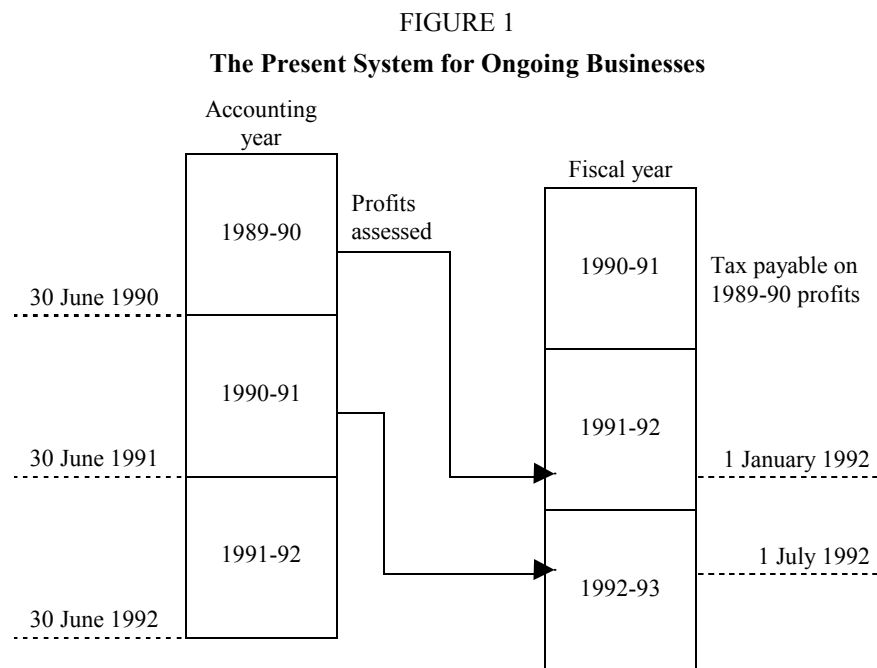 FIGURE 1
The Present System for Ongoing Businesses
Accounting
year
Fiscal year
1989-90
Profits
assessed
1990-91
Tax payable on
1989-90 profits
30 June 1990
1990-91
1991-92
30 June 1991
1 January 1992
1991-92
1 July 1992
1992-93
30 June 1992